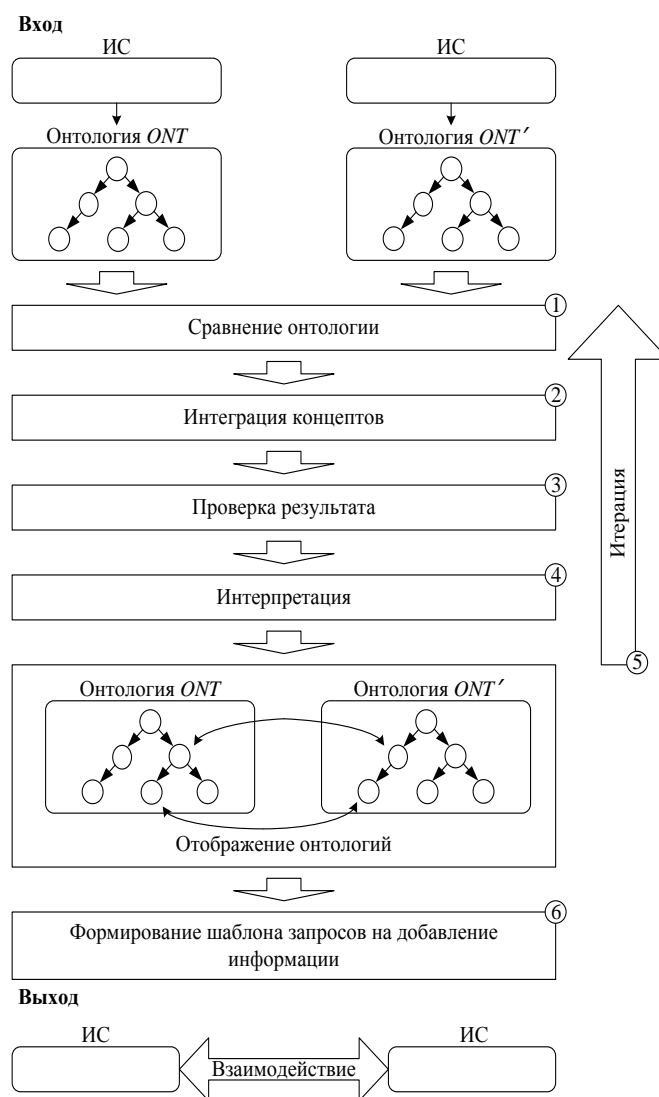 Вход
ИС
ИС
Онтология ONT
Онтология ONT′
1
Сравнение онтологии
2
Интеграция концептов
3
Проверка результата
4
Интерпретация
Итерация
5
Онтология ONT
Онтология ONT′
Отображение онтологий
6
Формирование шаблона запросов на добавление
информации
Выход
ИС
ИС
Взаимодействие